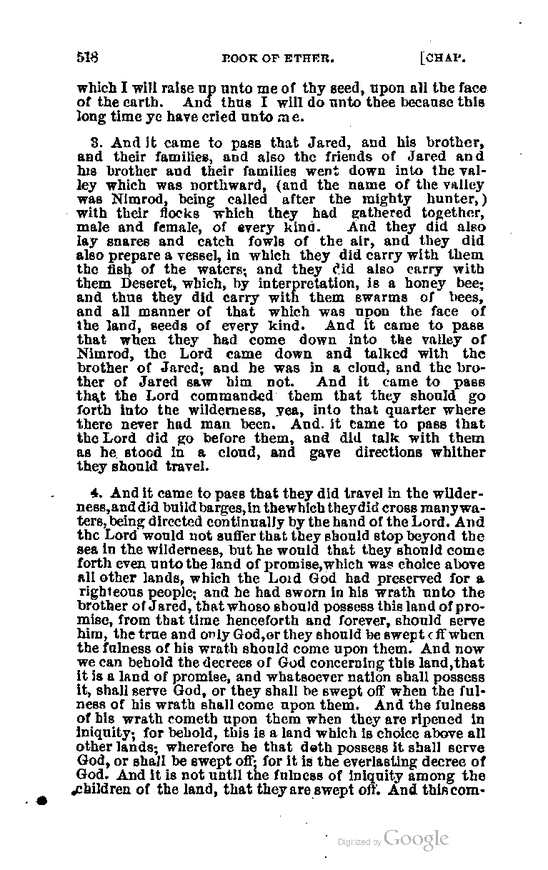 518 BOOK OF ETHER. [CHAP.
which I will raise up unto me of thy seed, upon all the face
of the earth. And thus I will do unto thee because this
long time ye have cried unto me.
3. And it came to pass that Jared, and his brother,
and their families, and also the friends of Jared and
his brother and their families went down into the val-
ley which was northward, (and the name of the valley
was Nimrod, being called after the mighty hunter,)
with their flocks which they had gathered together,
male and female, of every kind. And they did also
lay snares and catch fowls of the air, and they did
also prepare a vessel, in which they did carry with them
the fish of the waters; and they did also carry with
them Deseret, which, by interpretation, is a honey bee;
and thus they did carry with them swarms of bees,
and all manner of that which was upon the face of
the land, seeds of every kind. And it came to pass
that when they had come down into the valley of
Nimrod, the Lord came down and talked with the
brother of Jared; and he was in a cloud, and the bro-
ther of Jared saw him not. And it came to pass
that the Lord commanded them that they should go
forth into the wilderness, yea, into that quarter where
there never had man been. And. it came to pass that
the Lord did go before them, and did talk with them
as he stood in a cloud, and gave directions whither
they should travel.
4. And it came to pass that they did travel in the wilder-
ness, and did build barges, in the which they did cross many wa-
ters, being directed continually by the hand of the Lord. And
the Lord would not suffer that they should stop beyond the
sea in the wilderness, but he would that they should come
forth even unto the land of promise, which was choice above
all other lands, which the Lord God had preserved for a
righteous people; and he had sworn in his wrath unto the
brother of Jared, that whoso should possess this land of pro-
mise, from that time henceforth and forever, should serve
him, the true and only God, or they should be swept off when
the fulness of his wrath should come upon them. And now
we can behold the decrees of God concerning this land, that
it is a land of promise, and whatsoever nation shall possess
it, shall serve God, or they shall be swept off when the ful-
ness of his wrath shall come upon them. And the fulness
of his wrath cometh upon them when they are ripened in
iniquity; for behold, this is a land which is choice above all
other lands; wherefore he that doth possess it shall serve
God, or shall be swept off; for it is the everlasting decree of
God. And it is not until the fulness of iniquity among the
children of the land, that they are swept off. And this com-
Digitized by Google